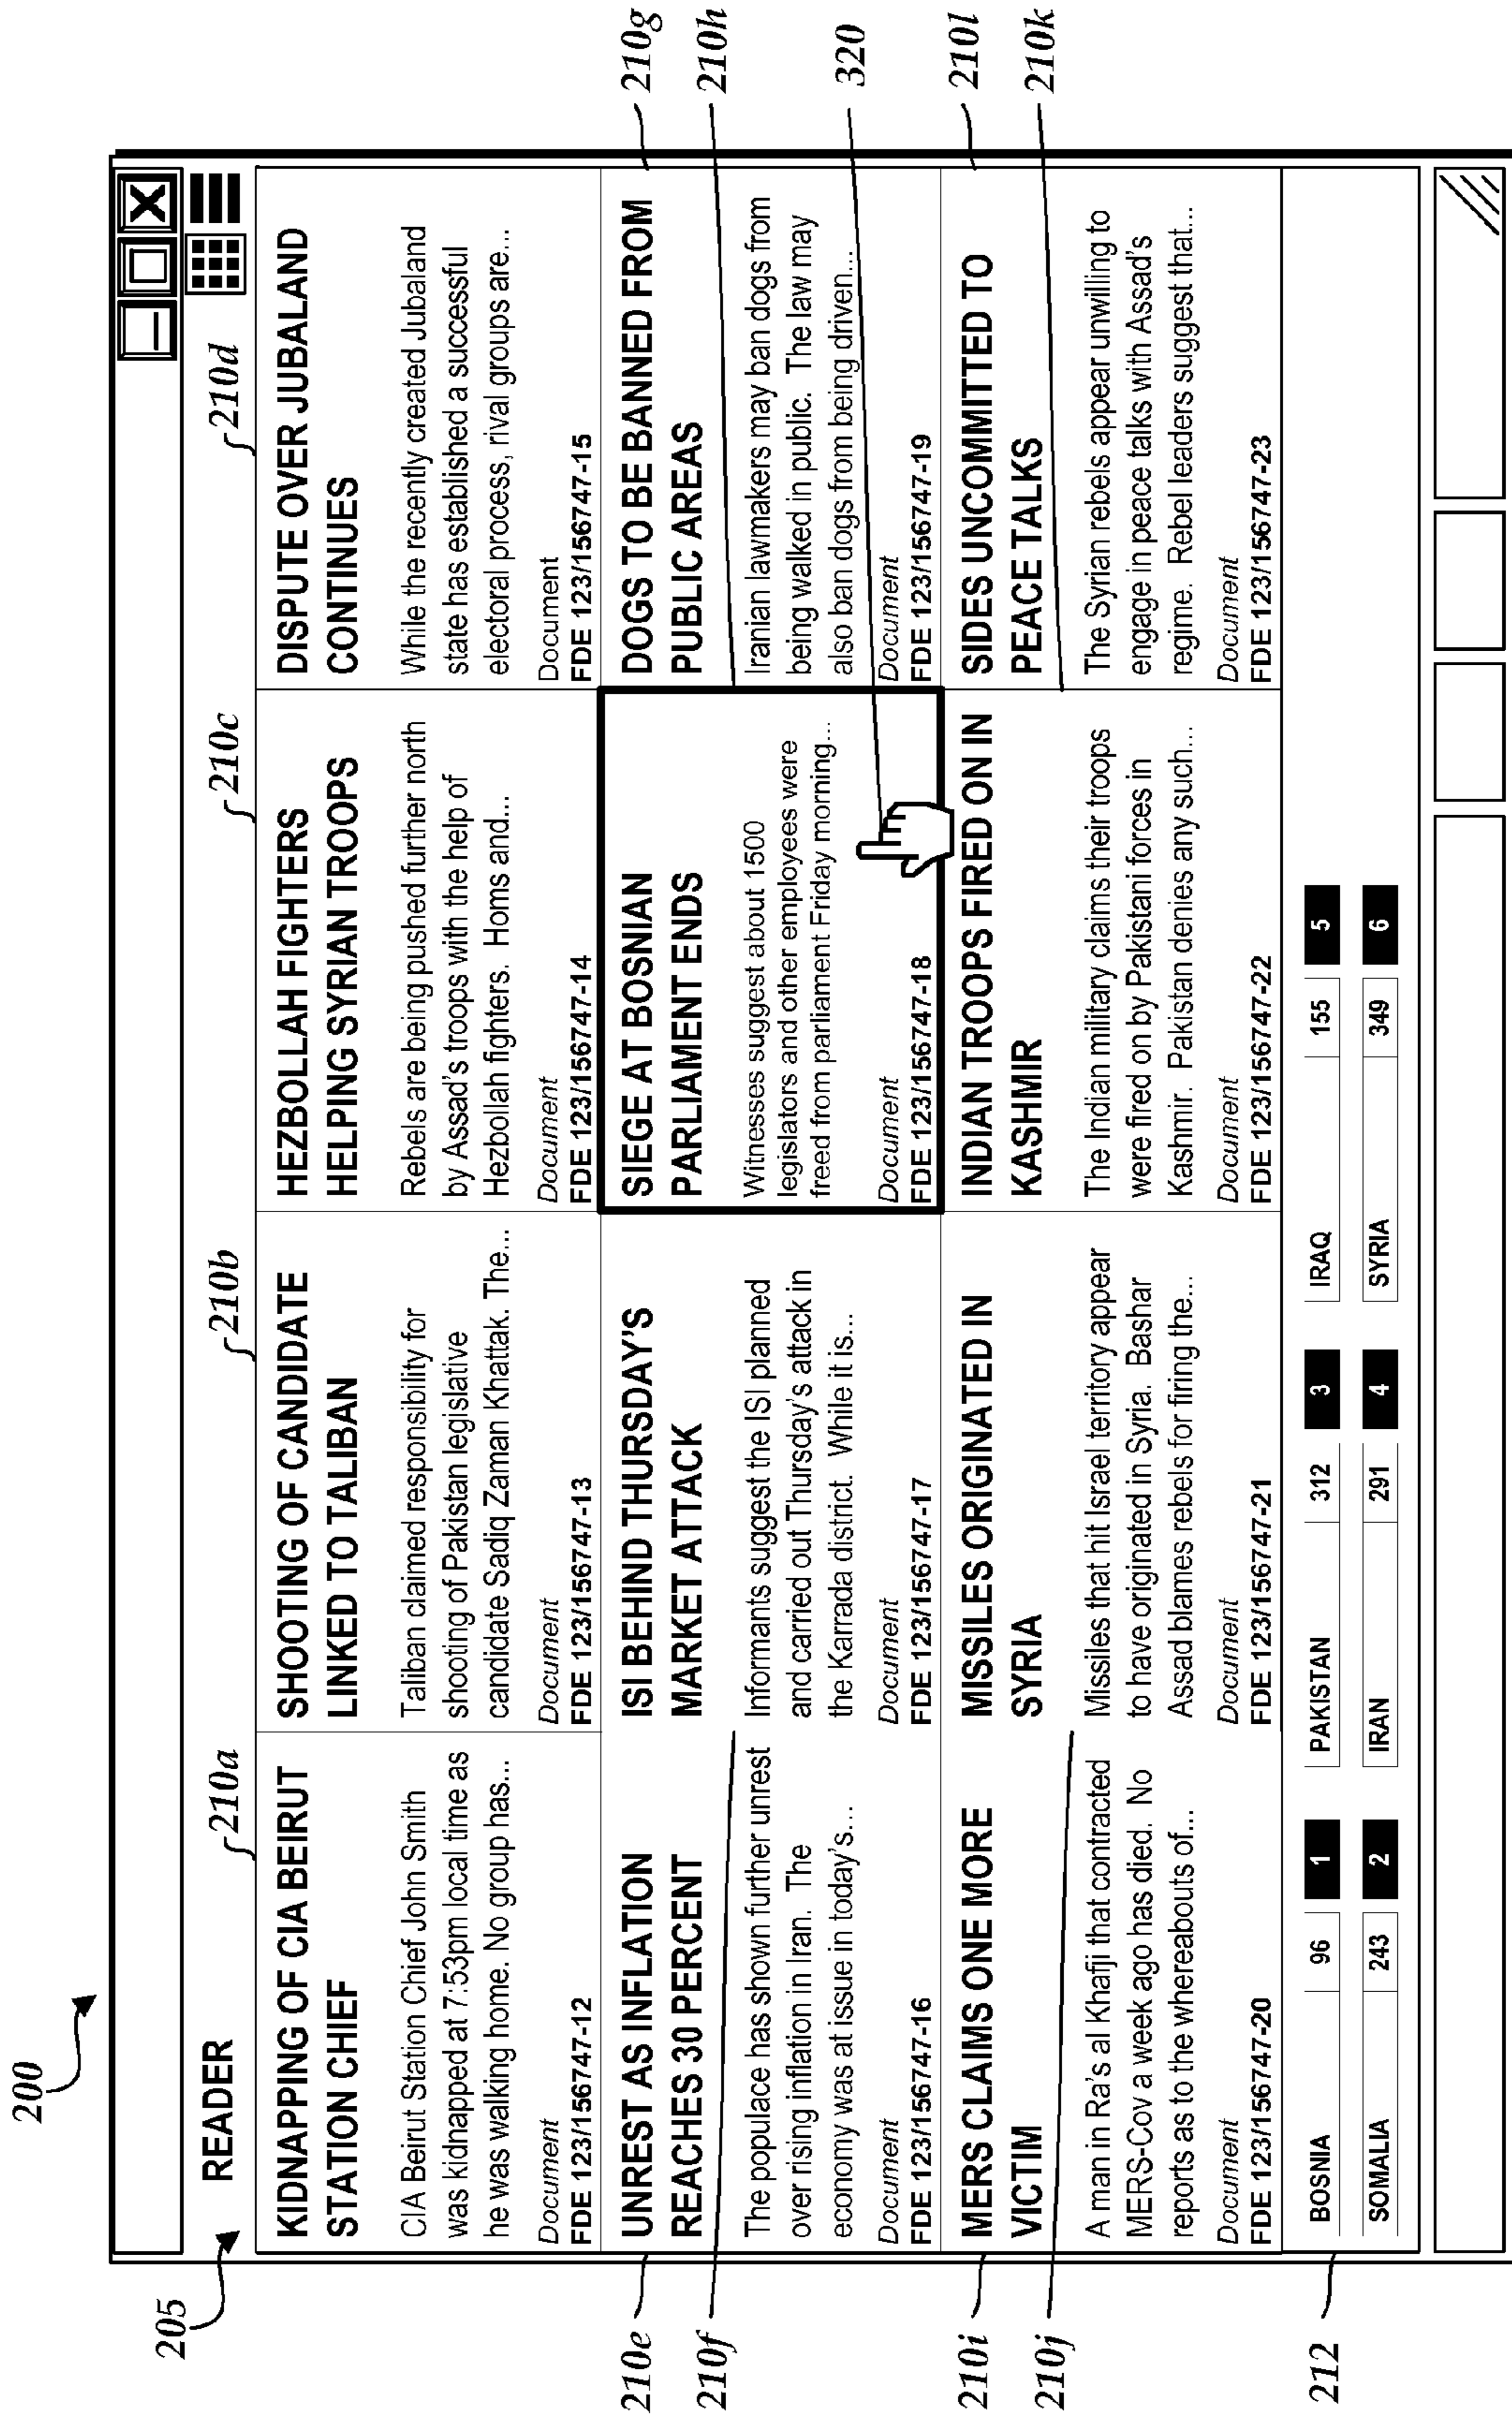 200
205
READER
210a
210b
210c
210d
KIDNAPPING OF CIA BEIRUT
STATION CHIEF
CIA Beirut Station Chief John Smith
was kidnapped at 7:53pm local time as
he was walking home. No group has...
Document
FDE 123/156747-12
SHOOTING OF CANDIDATE
LINKED TO TALIBAN
Taliban claimed responsibility for
shooting of Pakistan legislative
candidate Sadiq Zaman Khattak. The...
Document
FDE 123/156747-13
HEZBOLLAH FIGHTERS
HELPING SYRIAN TROOPS
Rebels are being pushed further north
by Assad's troops with the help of
Hezbollah fighters. Homs and...
Document
FDE 123/156747-14
DISPUTE OVER JUBALAND
CONTINUES
While the recently created Jubaland
state has established a successful
electoral process, rival groups are...
Document
FDE 123/156747-15
210e
210f
UNREST AS INFLATION
REACHES 30 PERCENT
The populace has shown further unrest
over rising inflation in Iran. The
economy was at issue in today's...
Document
FDE 123/156747-16
ISI BEHIND THURSDAY'S
MARKET ATTACK
Informants suggest the ISI planned
and carried out Thursday's attack in
the Karrada district. While it is...
Document
FDE 123/156747-17
SIEGE AT BOSNIAN
PARLIAMENT ENDS
Witnesses suggest about 1500
legislators and other employees were
freed from parliament Friday morning...
Document
FDE 123/156747-18
DOGS TO BE BANNED FROM
PUBLIC AREAS
Iranian lawmakers may ban dogs from
being walked in public. The law may
also ban dogs from being driven...
Document
FDE 123/156747-19
210g
210h
320
210i
210j
MERS CLAIMS ONE MORE
VICTIM
A man in Ra's al Khafji that contracted
MERS-Cov a week ago has died. No
reports as to the whereabouts of...
Document
FDE 123/156747-20
MISSILES ORIGINATED IN
SYRIA
Missiles that hit Israel territory appear
to have originated in Syria. Bashar
Assad blames rebels for firing the...
Document
FDE 123/156747-21
INDIAN TROOPS FIRED ON IN
KASHMIR
The Indian military claims their troops
were fired on by Pakistani forces in
Kashmir. Pakistan denies any such...
Document
FDE 123/156747-22
SIDES UNCOMMITTED TO
PEACE TALKS
The Syrian rebels appear unwilling to
engage in peace talks with Assad's
regime. Rebel leaders suggest that...
Document
FDE 123/156747-23
210l
210k
212
BOSNIA 96 1 PAKISTAN 312 3 IRAQ 155 5
SOMALIA 243 2 IRAN 291 4 SYRIA 349 6